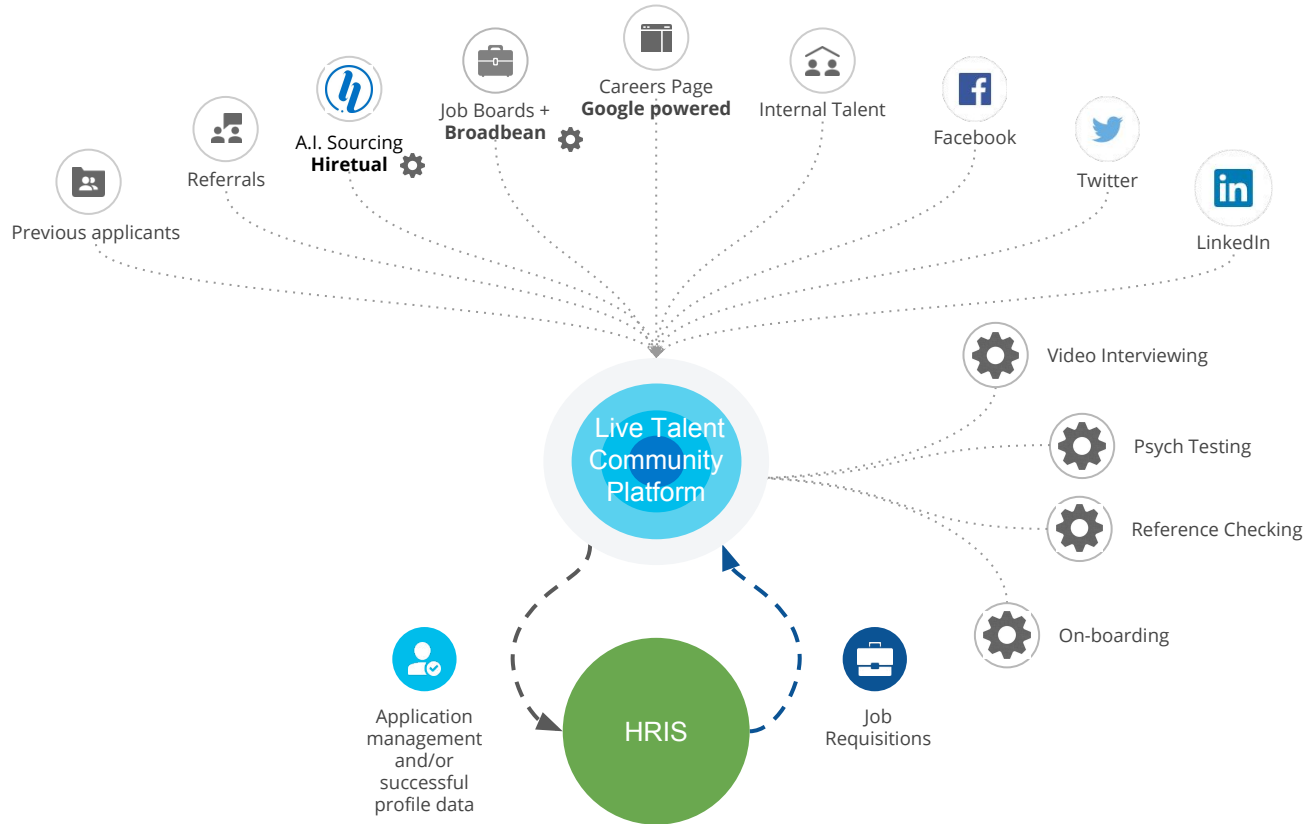 Careers Page
Google powered
Job Boards +
Broadbean
Internal Talent
A.I. Sourcing
Hiretual
Facebook
Referrals
Twitter
in
Previous applicants
LinkedIn
Video Interviewing
Live Talent
Community
Platform
Psych Testing
Reference Checking
On-boarding
Application
management
and/or
successful
profile data
HRIS
Job
Requisitions